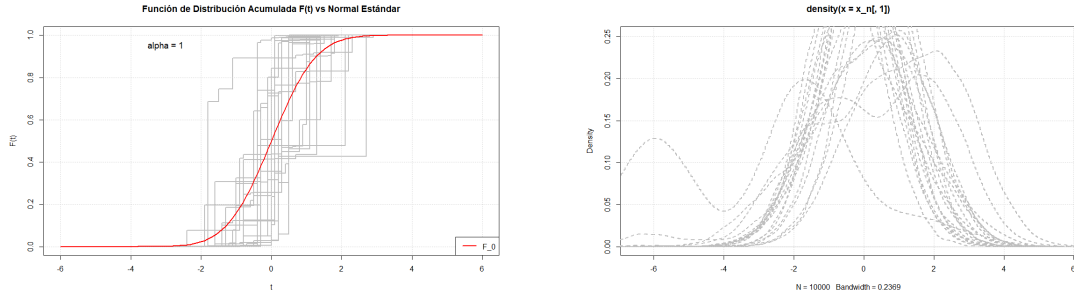 Función de Distribución Acumulada F(t) vs Normal Estándar
alpha = 1
F(t)
0.0 0.2 0.4 0.6 0.8 1.0
-6 -4 -2 0 2 4 6
t
F_0
density(x = x_n[, 1])
Density
0.00 0.05 0.10 0.15 0.20 0.25
-6 -4 -2 0 2 4 6
N = 10000 Bandwidth = 0.2369